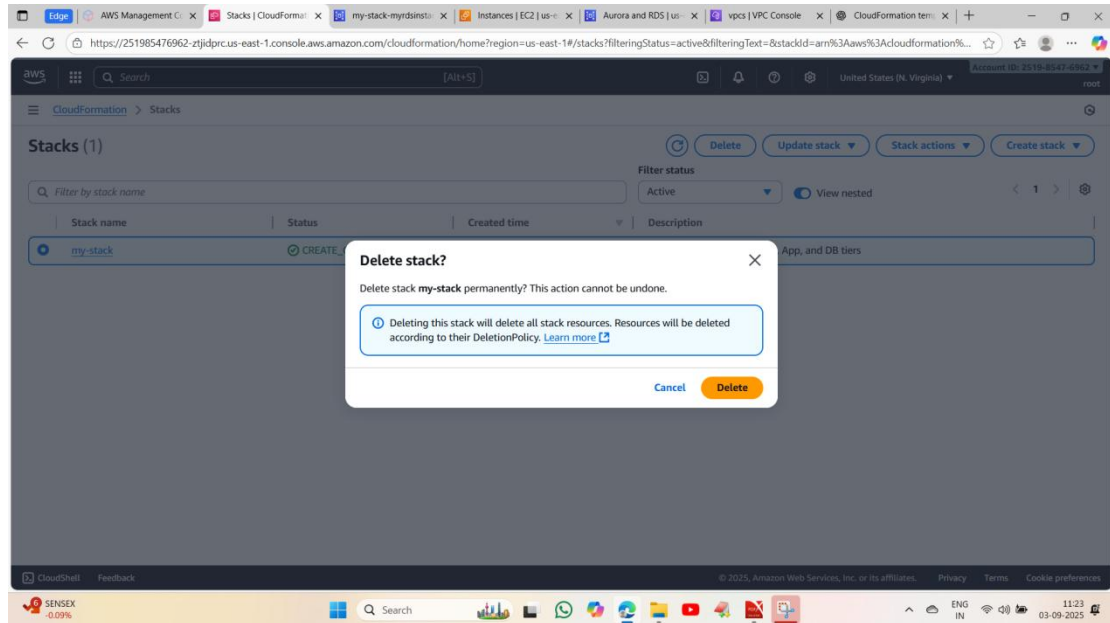 Edge
AWS Management C
Stacks | CloudFormat
my-stack-myrdsinsta
Instances | EC2 | us-e
Aurora and RDS | us-
vpcs | VPC Console
CloudFormation tem
https://251985476962-ztjidprc.us-east-1.console.aws.amazon.com/cloudformation/home?region=us-east-1#/stacks?filteringStatus=active&filteringText=&stackId=arn%3Aaws%3Acloudformation%...
aws
Search
[Alt+S]
United States (N. Virginia)
Account ID: 2519-8547-6962
root
CloudFormation > Stacks
Stacks (1)
Delete
Update stack
Stack actions
Create stack
Filter status
Filter by stock name
Active
View nested
1
Stack name
Status
Created time
Description
my-stack
CREATE_
App, and DB tiers
Delete stack?
Delete stack my-stack permanently? This action cannot be undone.
Deleting this stack will delete all stack resources. Resources will be deleted
according to their DeletionPolicy. Learn more
Cancel
Delete
CloudShell Feedback
© 2025, Amazon Web Services, Inc. or its affiliates. Privacy Terms Cookie preferences
6
SENSEX
-0.09%
Search
ENG
IN
11:23
03-09-2025